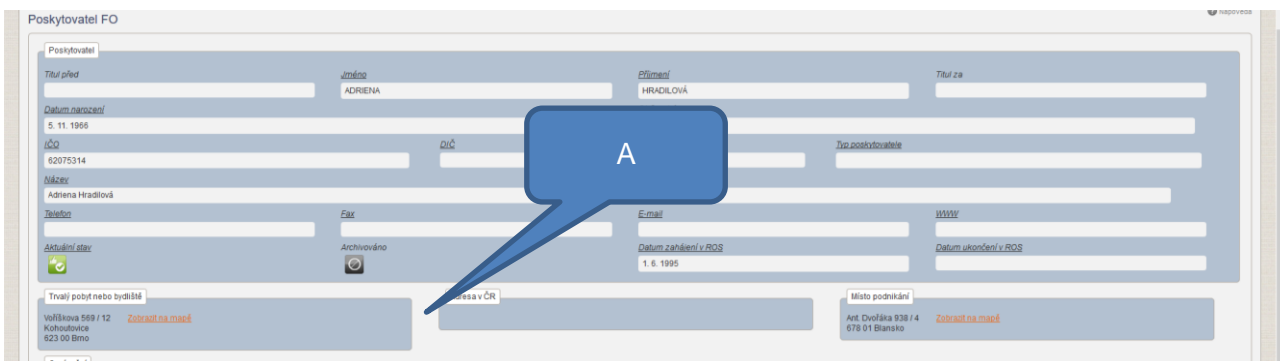 Nápověda
Poskytovatel FO
Poskytovatel
Titul před Jméno Příjmení Titul za
ADRIENA HRADILOVÁ
Datum narození
5. 11. 1966
IČO DIČ Typ poskytovatele
62075314
A
Název
Adriena Hradilová
Telefon Fax E-mail WWW
Aktuální stav Archivováno Datum zahájení v ROS Datum ukončení v ROS
1. 6. 1995
Trvalý pobyt nebo bydliště v ČR Místo podnikání
Voříškova 569 / 12 Zobrazit na mapě Ant. Dvořáka 938 / 4 Zobrazit na mapě
Kohoutovice 678 01 Blansko
623 00 Brno